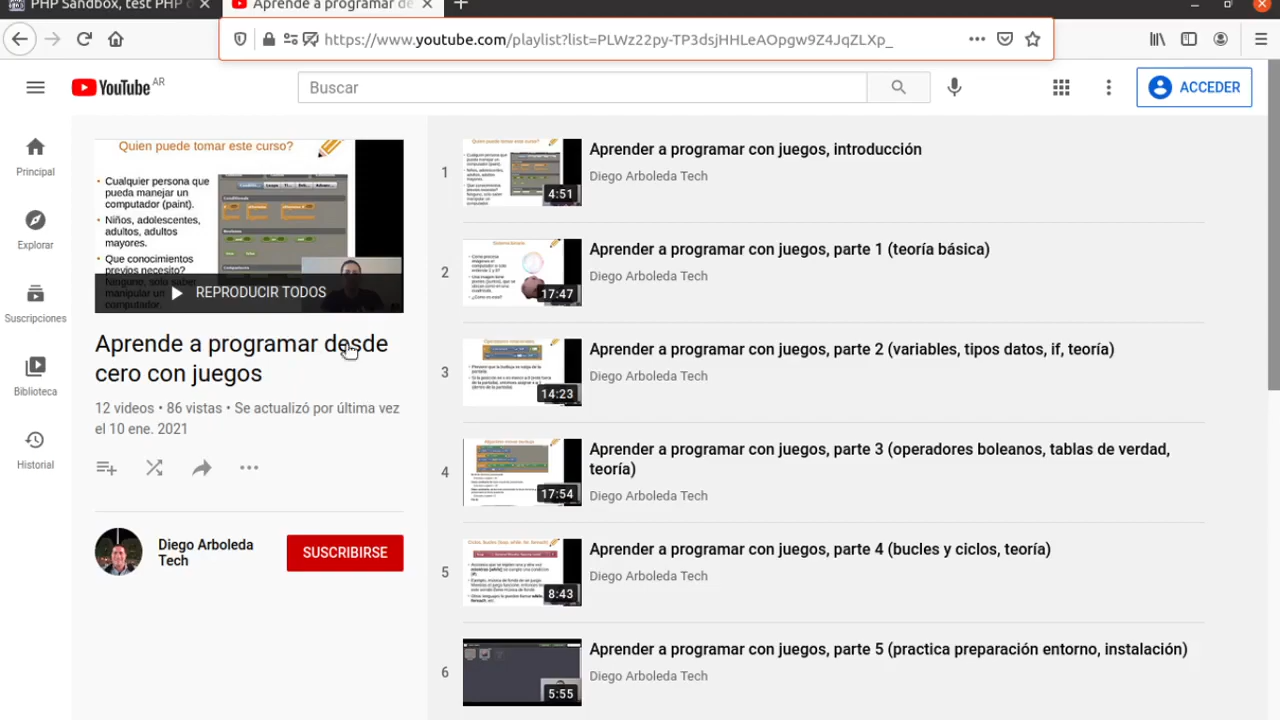 PHP Sandbox, test PHP o
Aprende a programar de
https://www.youtube.com/playlist?list=PLWz22py-TP3dsjHHLeAOpgw9Z4JqZLXp_
YouTube AR
Buscar
ACCEDER
Principal
Explorar
Suscripciones
Biblioteca
Historial
Quien puede tomar este curso?
• Cualquier persona que
pueda manejar un
computador (paint).
• Niños, adolescentes,
adultos, adultos
mayores.
• Que conocimientos
previos necesito?
Ninguno, solo saber
manipular un
computador.
REPRODUCIR TODOS
Aprende a programar desde
cero con juegos
12 videos • 86 vistas • Se actualizó por última vez
el 10 ene. 2021
Diego Arboleda
Tech
SUSCRIBIRSE
1
4:51
Aprender a programar con juegos, introducción
Diego Arboleda Tech
2
17:47
Aprender a programar con juegos, parte 1 (teoría básica)
Diego Arboleda Tech
3
14:23
Aprender a programar con juegos, parte 2 (variables, tipos datos, if, teoría)
Diego Arboleda Tech
4
17:54
Aprender a programar con juegos, parte 3 (operadores boleanos, tablas de verdad,
teoría)
Diego Arboleda Tech
5
8:43
Aprender a programar con juegos, parte 4 (bucles y ciclos, teoría)
Diego Arboleda Tech
6
5:55
Aprender a programar con juegos, parte 5 (practica preparación entorno, instalación)
Diego Arboleda Tech